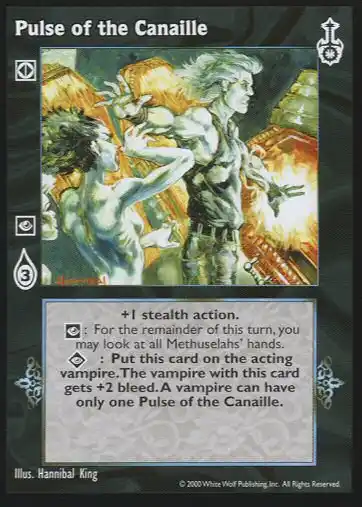 Pulse of the Canaille
3
+1 stealth action.
: For the remainder of this turn, you
may look at all Methuselahs' hands.
: Put this card on the acting
vampire.The vampire with this card
gets +2 bleed. A vampire can have
only one Pulse of the Canaille.
Illus. Hannibal King
© 2000 White Wolf Publishing, Inc. All Rights Reserved.